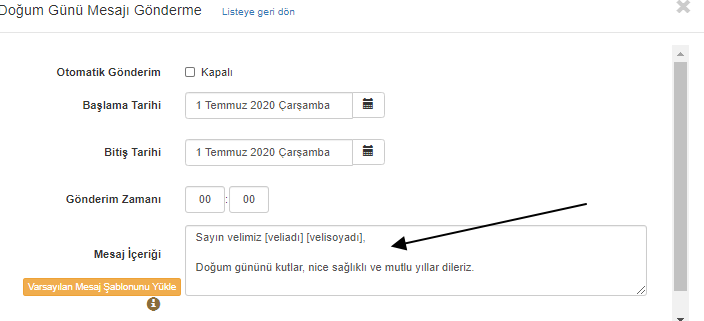 Doğum Günü Mesajı Gönderme Listeye geri dön
Otomatik Gönderim Kapalı
Başlama Tarihi 1 Temmuz 2020 Çarşamba
Bitiş Tarihi 1 Temmuz 2020 Çarşamba
Gönderim Zamanı 00 : 00
Sayın velimiz [veliadı] [velisoyadı],
Mesaj İçeriği
Doğum gününü kutlar, nice sağlıklı ve mutlu yıllar dileriz.
Varsayılan Mesaj Şablonunu Yükle